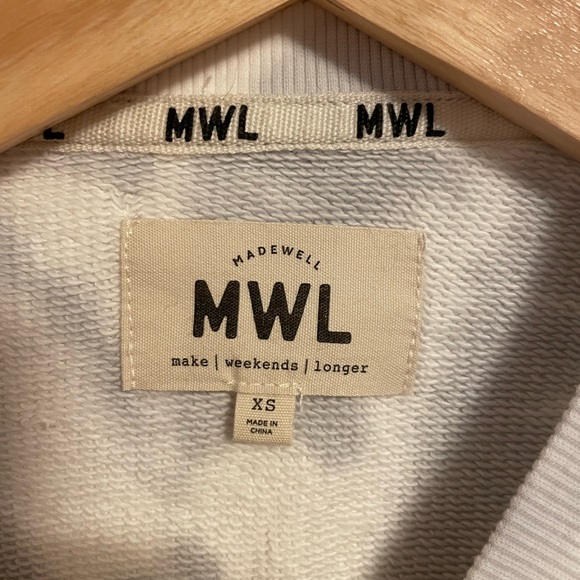 MWL MWL
MADEWELL
MWL
make | weekends | longer
XS
MADE IN
CHINA